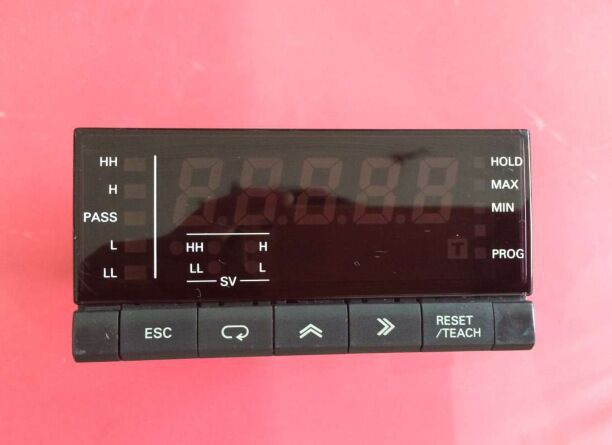 HH
H
PASS
L
LL
HH H
LL L
SV
HOLD
MAX
MIN
T
PROG
ESC
RESET
/TEACH